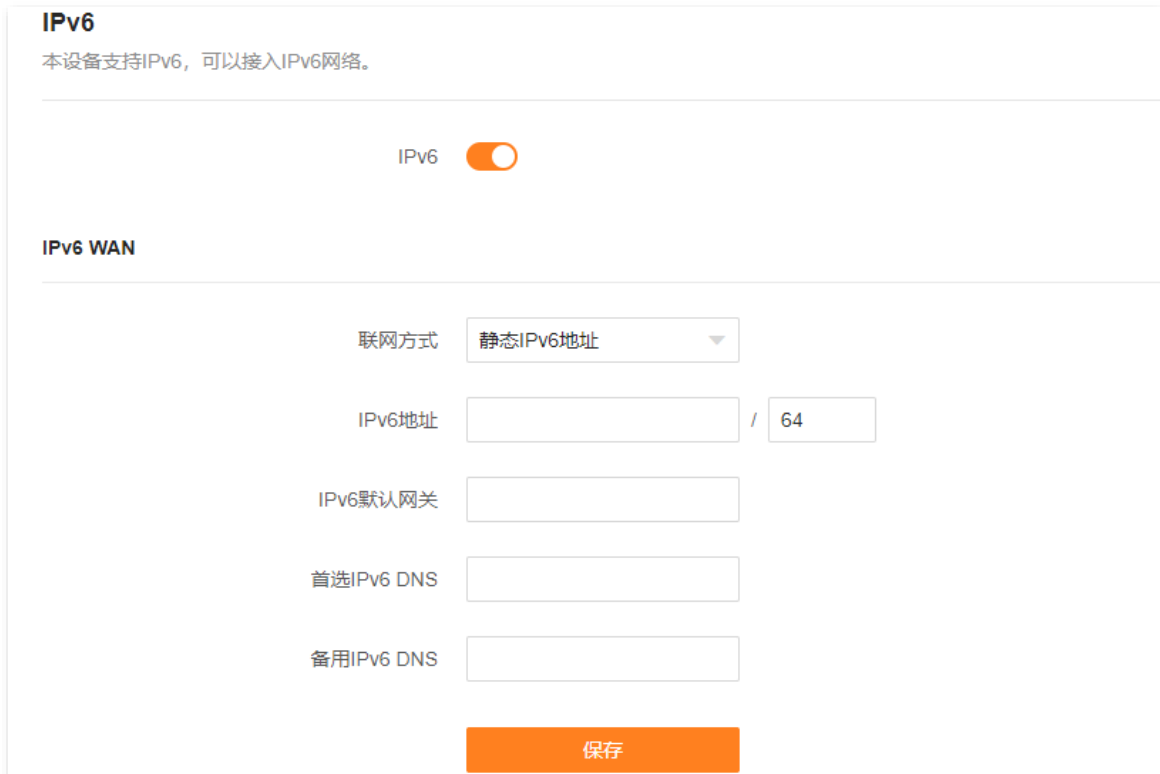 IPv6
本设备支持IPv6，可以接入IPv6网络。
IPv6
IPv6 WAN
联网方式 静态IPv6地址
IPv6地址 / 64
IPv6默认网关
首选IPv6 DNS
备用IPv6 DNS
保存